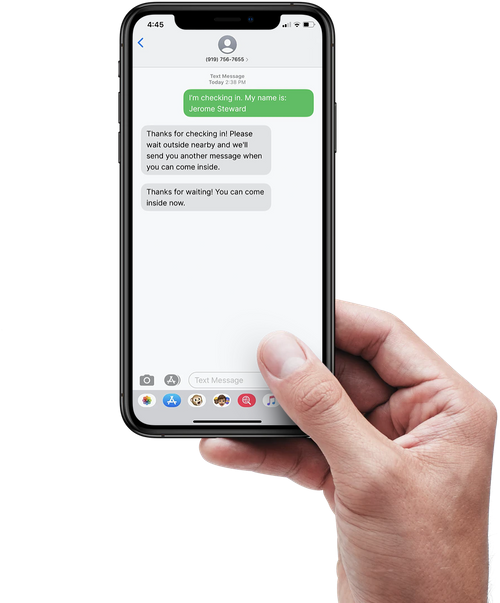 4:45
(919) 756-7655 >
Text Message
Today 2:38 PM
I'm checking in. My name is:
Jerome Steward
Thanks for checking in! Please
wait outside nearby and we'll
send you another message when
you can come inside.
Thanks for waiting! You can come
inside now.
Text Message